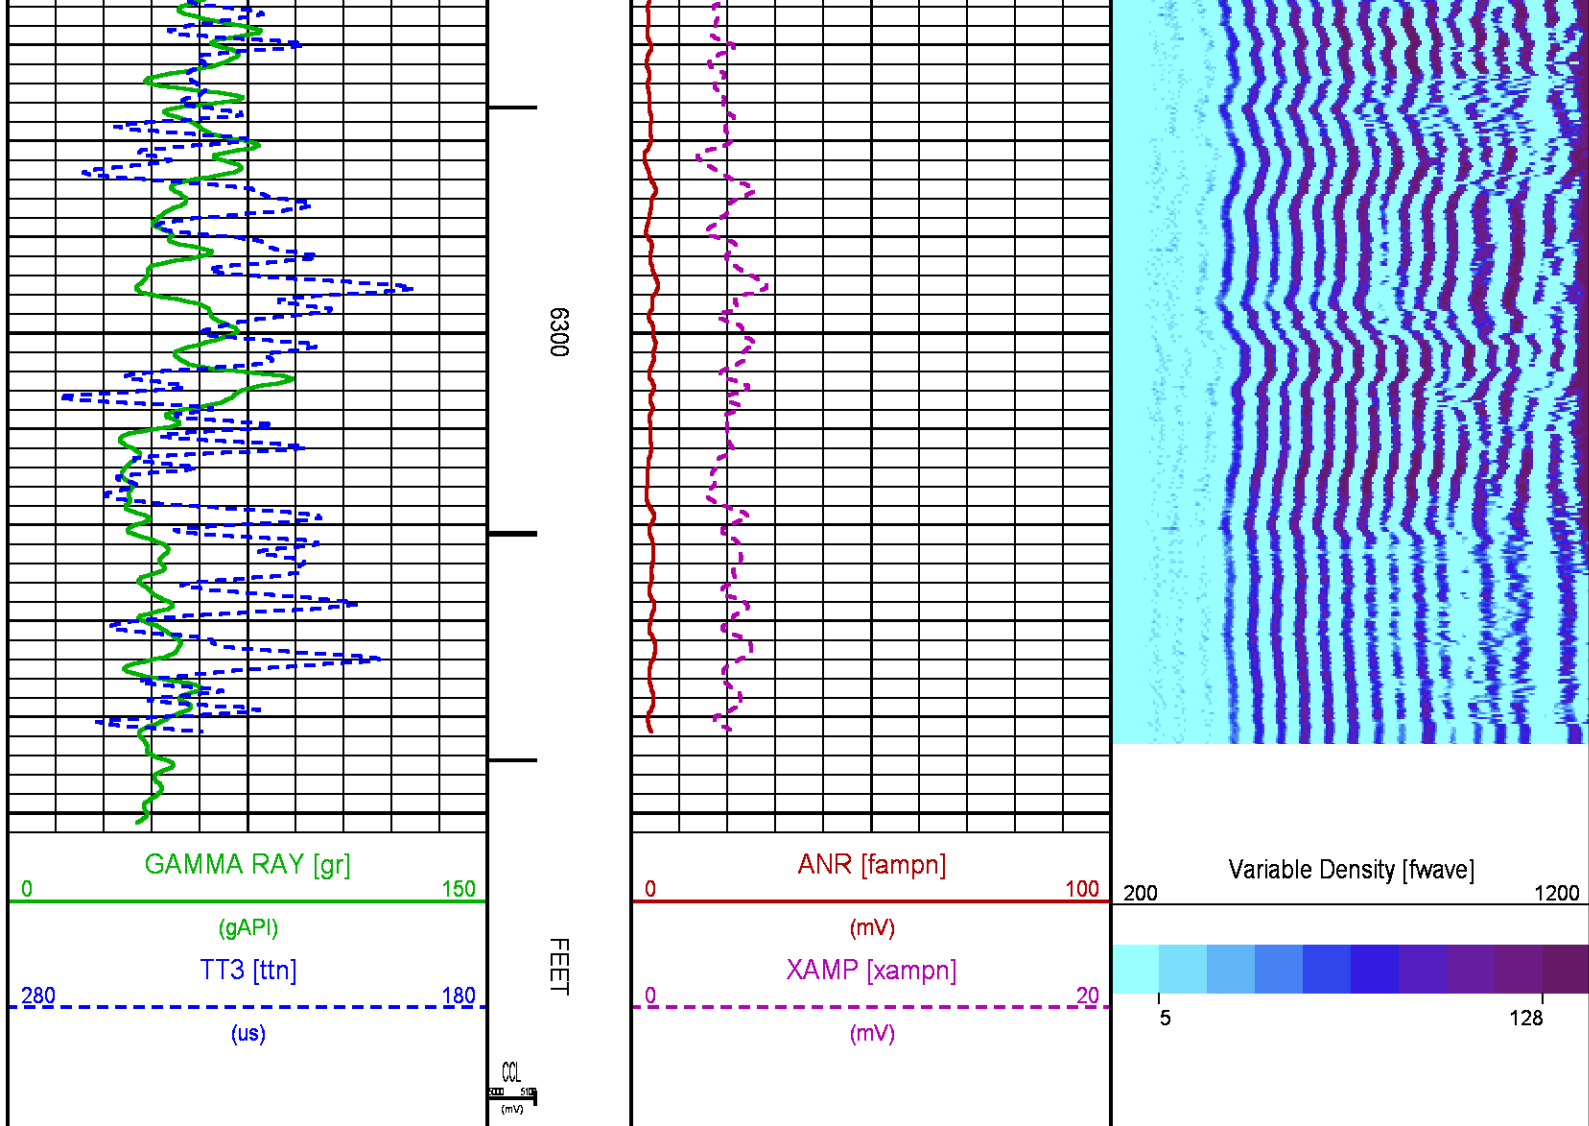 6300
GAMMA RAY [gr]
0 150
(gAPI)
TT3 [ttn]
280 180
(us)
FEET
CCL
(mV)
ANR [fampn]
0 100
(mV)
XAMP [xampn]
0 20
(mV)
Variable Density [fwave]
200 1200
5 128